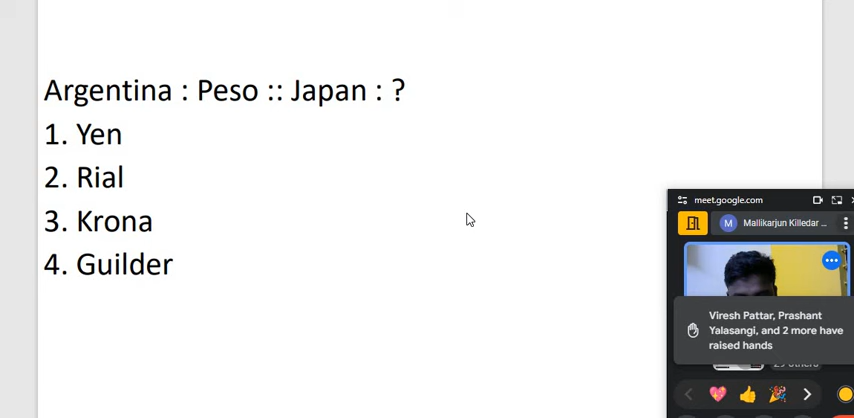 Argentina : Peso :: Japan : ?
1. Yen
2. Rial
3. Krona
4. Guilder
meet.google.com
M Mallikarjun Killedar ...
Viresh Pattar, Prashant
Yalasangi, and 2 more have
raised hands